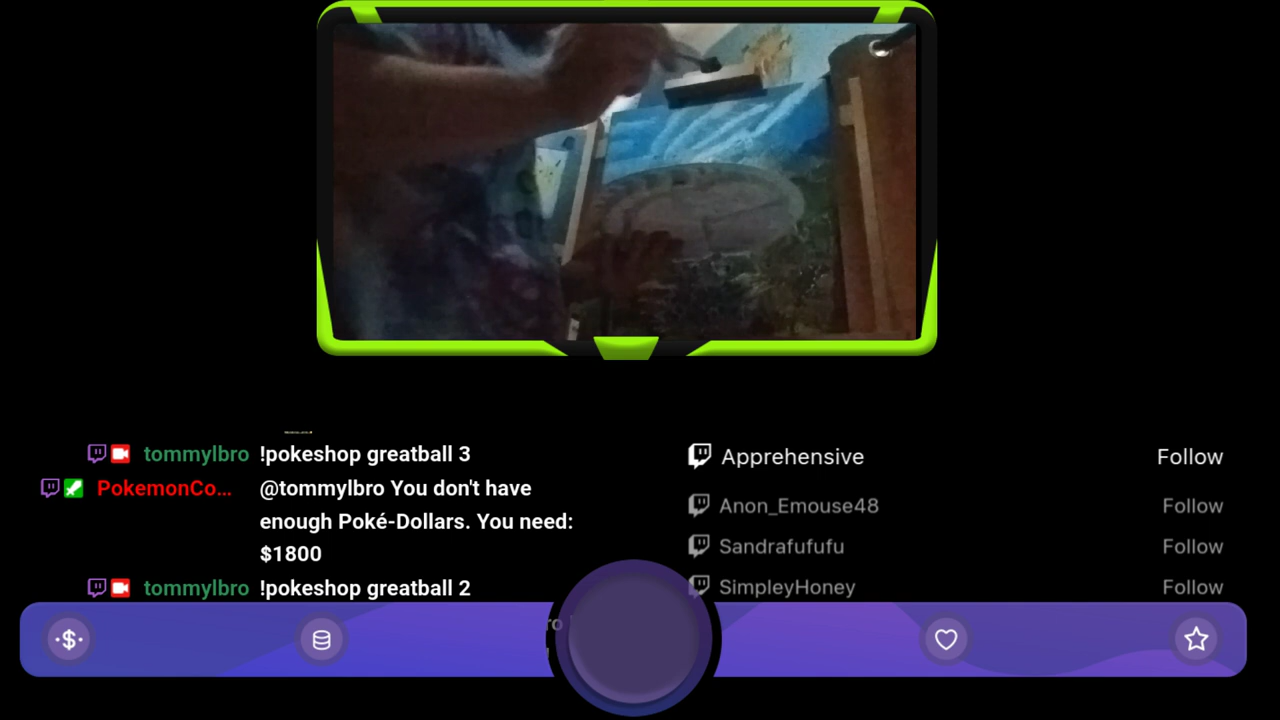 tommylbro !pokeshop greatball 3
PokemonCo... @tommylbro You don't have
enough Poké-Dollars. You need:
$1800
tommylbro !pokeshop greatball 2
ro
Apprehensive Follow
Anon_Emouse48 Follow
Sandrafufufu Follow
SimpleyHoney Follow